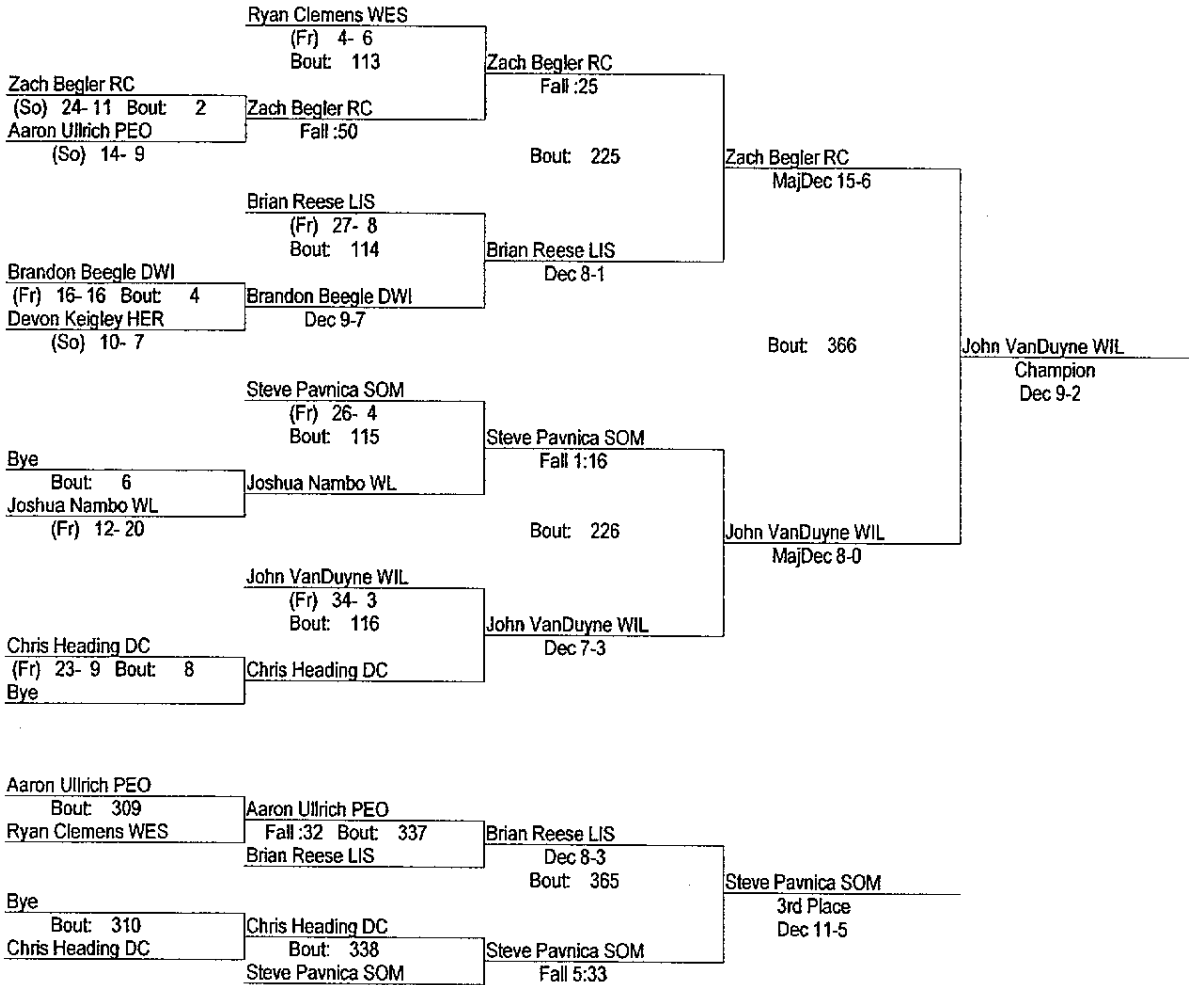 Ryan Clemens WES
(Fr) 4- 6
Bout: 113
Zach Begler RC
Fall :25
Zach Begler RC
(So) 24- 11 Bout: 2
Aaron Ullrich PEO
(So) 14- 9
Zach Begler RC
Fall :50
Bout: 225
Zach Begler RC
MajDec 15-6
Brian Reese LIS
(Fr) 27- 8
Bout: 114
Brian Reese LIS
Dec 8-1
Brandon Beegle DWI
(Fr) 16- 16 Bout: 4
Devon Keigley HER
(So) 10- 7
Brandon Beegle DWI
Dec 9-7
Bout: 366
John VanDuyne WIL
Champion
Dec 9-2
Steve Pavnica SOM
(Fr) 26- 4
Bout: 115
Steve Pavnica SOM
Fall 1:16
Bye
Bout: 6
Joshua Nambo WL
(Fr) 12- 20
Joshua Nambo WL
Bout: 226
John VanDuyne WIL
MajDec 8-0
John VanDuyne WIL
(Fr) 34- 3
Bout: 116
John VanDuyne WIL
Dec 7-3
Chris Heading DC
(Fr) 23- 9 Bout: 8
Bye
Chris Heading DC
Aaron Ullrich PEO
Bout: 309
Ryan Clemens WES
Aaron Ullrich PEO
Fall :32 Bout: 337
Brian Reese LIS
Brian Reese LIS
Dec 8-3
Bout: 365
Steve Pavnica SOM
3rd Place
Dec 11-5
Bye
Bout: 310
Chris Heading DC
Chris Heading DC
Bout: 338
Steve Pavnica SOM
Steve Pavnica SOM
Fall 5:33